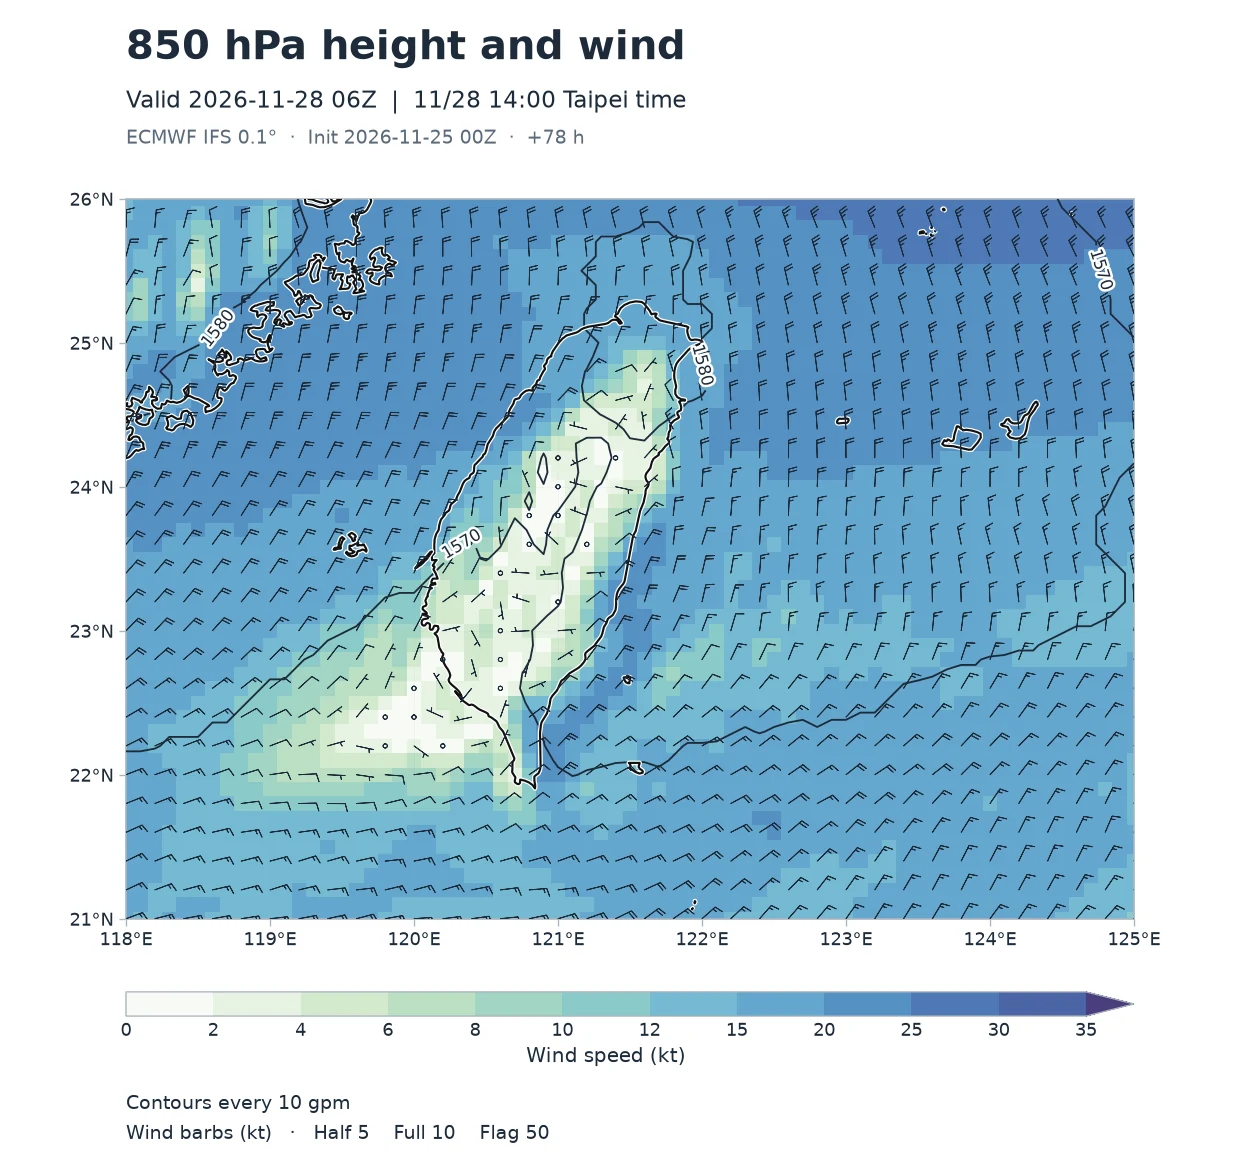 850 hPa height and wind
Valid 2026-11-28 06Z | 11/28 14:00 Taipei time
ECMWF IFS 0.1° · Init 2026-11-25 00Z · +78 h
26°N
1570
1580
25°N
1580
24°N
1570
23°N
22°N
21°N
118°E 119°E 120°E 121°E 122°E 123°E 124°E 125°E
0 2 4 6 8 10 12 15 20 25 30 35
Wind speed (kt)
Contours every 10 gpm
Wind barbs (kt) · Half 5 Full 10 Flag 50